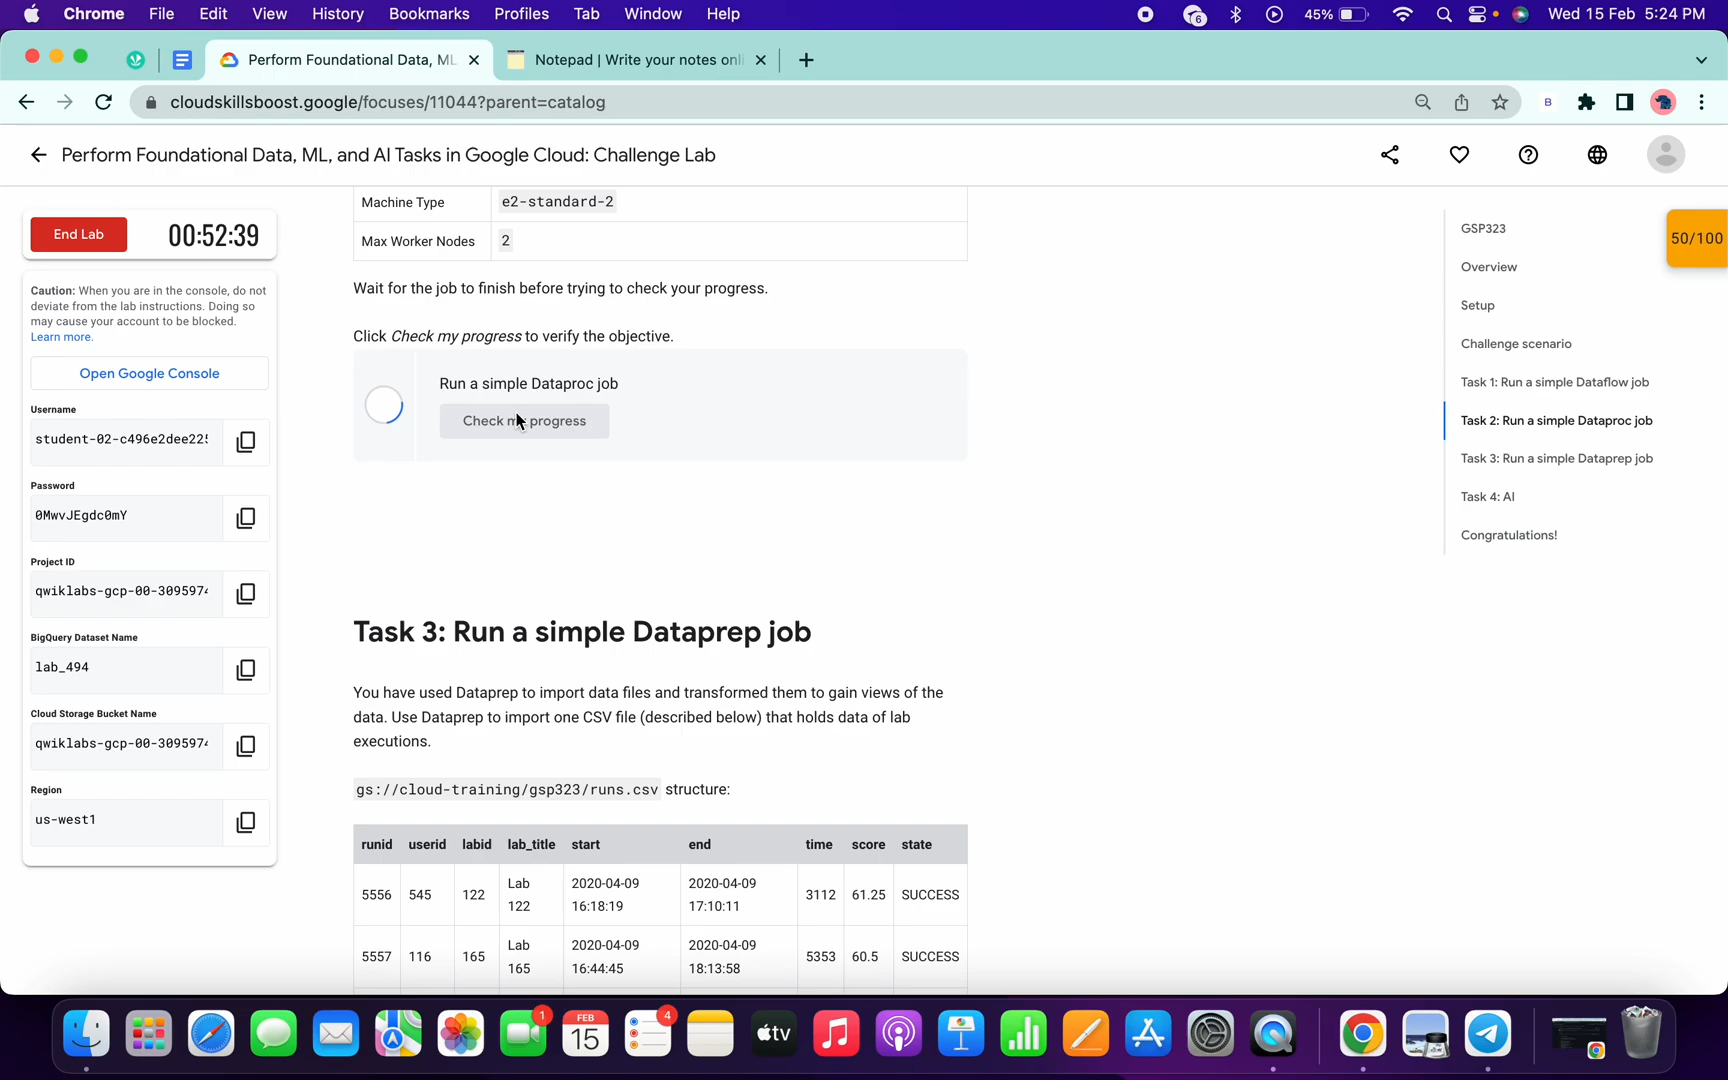 Chrome File Edit View History Bookmarks Profiles Tab Window Help
6 45% Wed 15 Feb 5:24 PM
Perform Foundational Data, ML
Notepad | Write your notes onl
cloudskillsboost.google/focuses/11044?parent=catalog
B
Perform Foundational Data, ML, and AI Tasks in Google Cloud: Challenge Lab
End Lab
00:52:39
Caution: When you are in the console, do not
deviate from the lab instructions. Doing so
may cause your account to be blocked.
Learn more.
Open Google Console
Username
student-02-c496e2dee22
Password
0MwvJEgdc0mY
Project ID
qwiklabs-gcp-00-309597
BigQuery Dataset Name
lab_494
Cloud Storage Bucket Name
qwiklabs-gcp-00-309597
Region
us-west1
Machine Type e2-standard-2
Max Worker Nodes 2
Wait for the job to finish before trying to check your progress.
Click Check my progress to verify the objective.
Run a simple Dataproc job
Check my progress
Task 3: Run a simple Dataprep job
You have used Dataprep to import data files and transformed them to gain views of the
data. Use Dataprep to import one CSV file (described below) that holds data of lab
executions.
gs://cloud-training/gsp323/runs.csv structure:
runid userid labid lab_title start end time score state
5556 545 122 Lab 122 2020-04-09 16:18:19 2020-04-09 17:10:11 3112 61.25 SUCCESS
5557 116 165 Lab 165 2020-04-09 16:44:45 2020-04-09 18:13:58 5353 60.5 SUCCESS
GSP323
Overview
Setup
Challenge scenario
Task 1: Run a simple Dataflow job
Task 2: Run a simple Dataproc job
Task 3: Run a simple Dataprep job
Task 4: AI
Congratulations!
50/100
1
FEB
15
4
tv